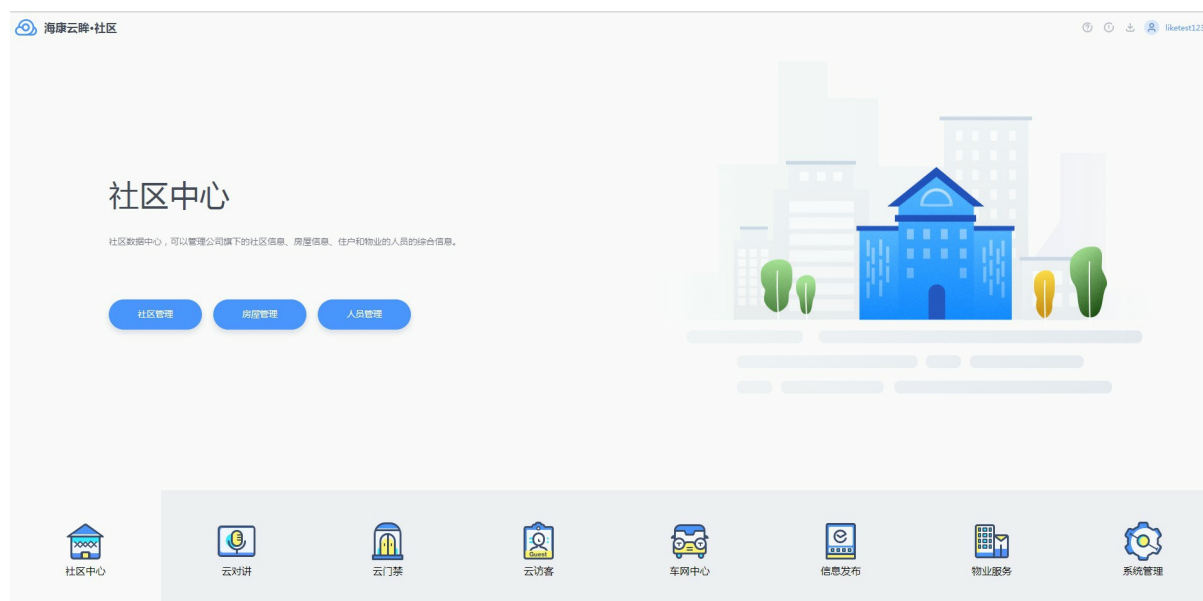 海康云眸·社区
liketest123
社区中心
社区数据中心，可以管理公司旗下的社区信息、房屋信息、住户和物业的人员的综合信息。
社区管理 房屋管理 人员管理
Guest
社区中心 云对讲 云门禁 云访客 车网中心 信息发布 物业服务 系统管理